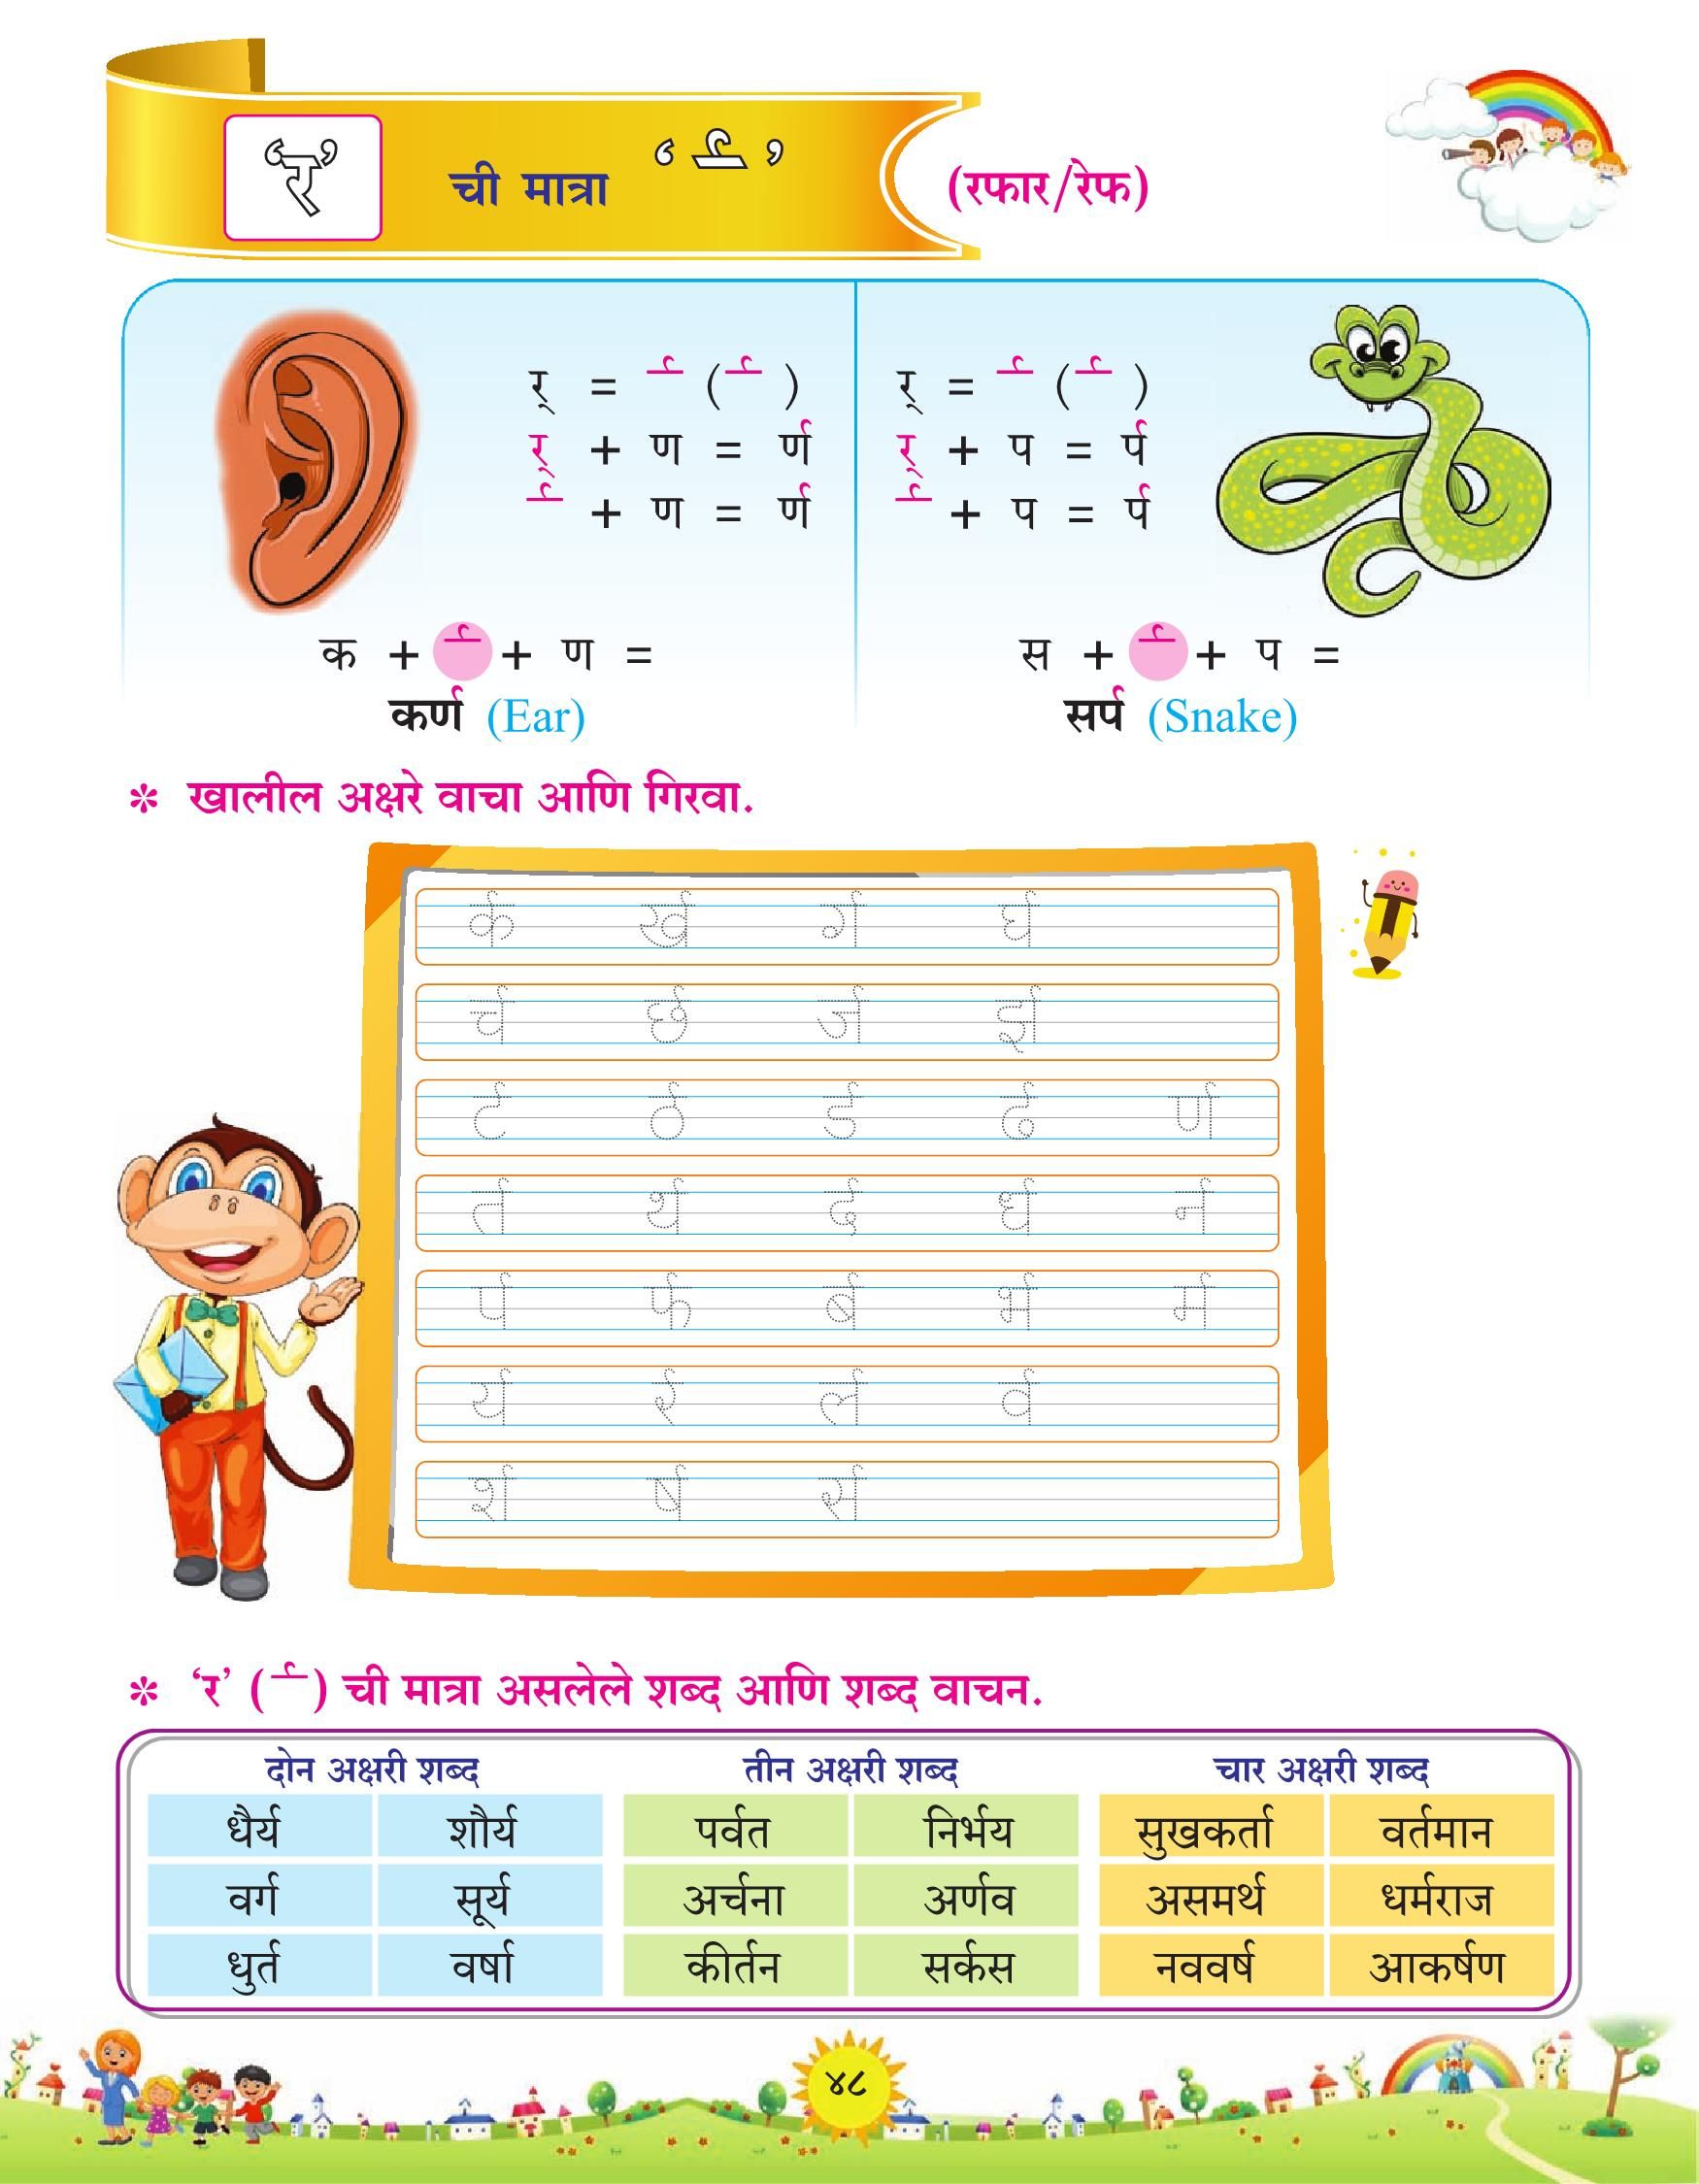 ‘र’ ची मात्रा ‘ र्‍ ’ (रफार/रेफ)
र् = र्‍ (र्‍ )
र् + ण = र्ण
र्‍ + ण = र्ण
क + र्‍ + ण =
कर्ण (Ear)
र् = र्‍ (र्‍ )
र् + प = र्प
र्‍ + प = र्प
स + र्‍ + प =
सर्प (Snake)
* खालील अक्षरे वाचा आणि गिरवा.
र्क र्ख र्ग र्घ
र्च र्छ र्ज र्झ
र्ट र्ठ र्ड र्ढ र्ण
र्त र्थ र्द र्ध र्न
र्प र्फ र्ब र्भ र्म
र्य र्र र्ल र्व
र्श र्ष र्स
* ‘र’ (र्‍) ची मात्रा असलेले शब्द आणि शब्द वाचन.
दोन अक्षरी शब्द तीन अक्षरी शब्द चार अक्षरी शब्द
धैर्य शौर्य पर्वत निर्भय सुखकर्ता वर्तमान
वर्ग सूर्य अर्चना अर्णव असमर्थ धर्मराज
धुर्त वर्षा कीर्तन सर्कस नववर्ष आकर्षण
४८